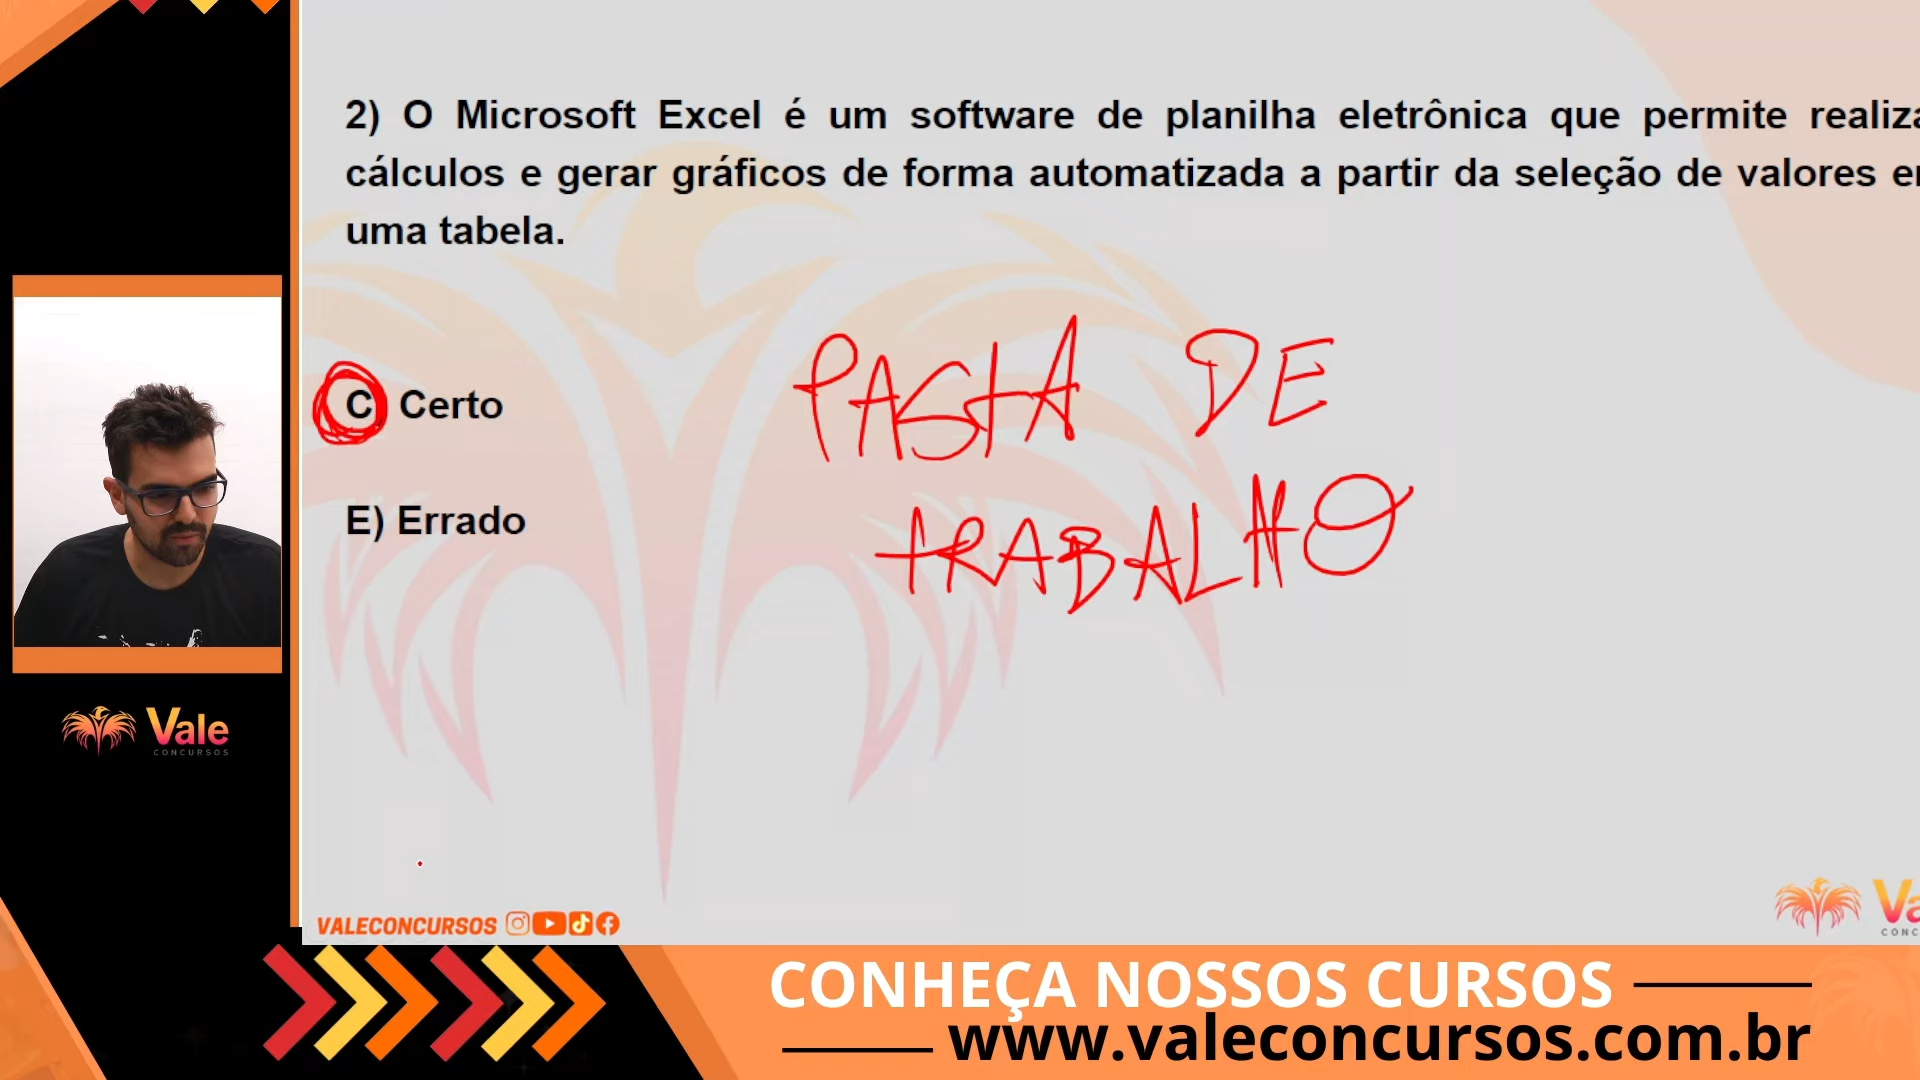 2) O Microsoft Excel é um software de planilha eletrônica que permite realiza
cálculos e gerar gráficos de forma automatizada a partir da seleção de valores e
uma tabela.
PASTA DE
C) Certo
TRABALHO
E) Errado
Vale
CONCURSOS
VALECONCURSOS
Va
CONC
CONHEÇA NOSSOS CURSOS
www.valeconcursos.com.br